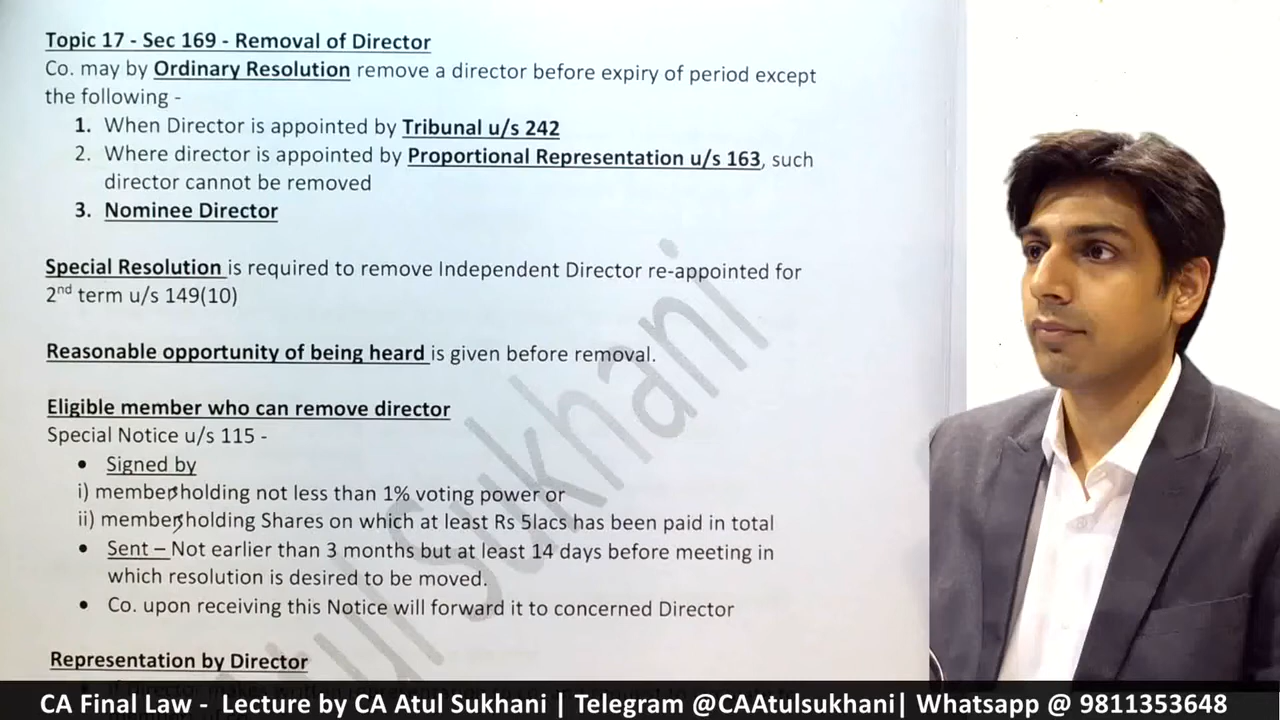 Topic 17 - Sec 169 - Removal of Director
Co. may by Ordinary Resolution remove a director before expiry of period except
the following -
1. When Director is appointed by Tribunal u/s 242
2. Where director is appointed by Proportional Representation u/s 163, such
director cannot be removed
3. Nominee Director
Special Resolution is required to remove Independent Director re-appointed for
2nd term u/s 149(10)
Reasonable opportunity of being heard is given before removal.
Eligible member who can remove director
Special Notice u/s 115 -
• Signed by
i) members holding not less than 1% voting power or
ii) members holding Shares on which at least Rs 5lacs has been paid in total
• Sent – Not earlier than 3 months but at least 14 days before meeting in
which resolution is desired to be moved.
• Co. upon receiving this Notice will forward it to concerned Director
Representation by Director
Atul Sukhani
CA Final Law - Lecture by CA Atul Sukhani | Telegram @CAAtulsukhani| Whatsapp @ 9811353648